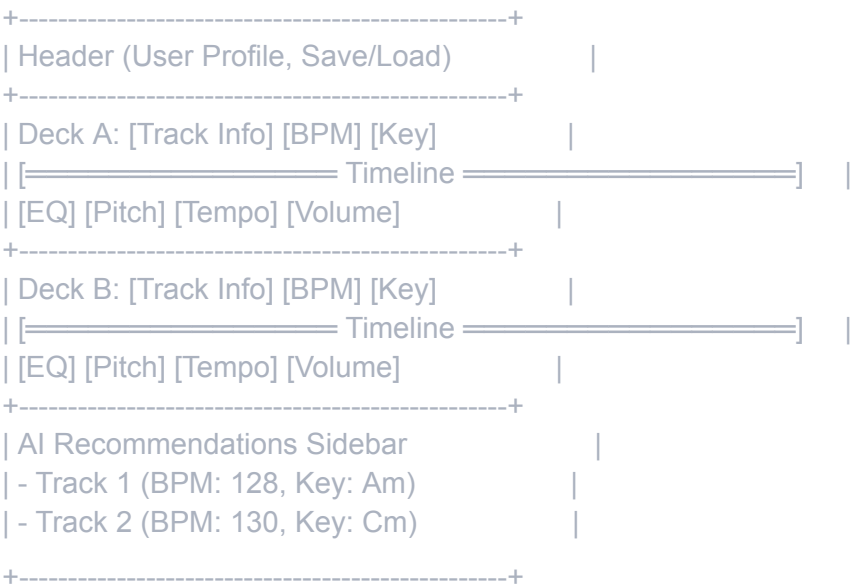 +--------------------------------------------------+
| Header (User Profile, Save/Load) |
+--------------------------------------------------+
| Deck A: [Track Info] [BPM] [Key] |
| [══════════════════ Timeline ═══════════════════] |
| [EQ] [Pitch] [Tempo] [Volume] |
+--------------------------------------------------+
| Deck B: [Track Info] [BPM] [Key] |
| [══════════════════ Timeline ═══════════════════] |
| [EQ] [Pitch] [Tempo] [Volume] |
+--------------------------------------------------+
| AI Recommendations Sidebar |
| - Track 1 (BPM: 128, Key: Am) |
| - Track 2 (BPM: 130, Key: Cm) |
+--------------------------------------------------+